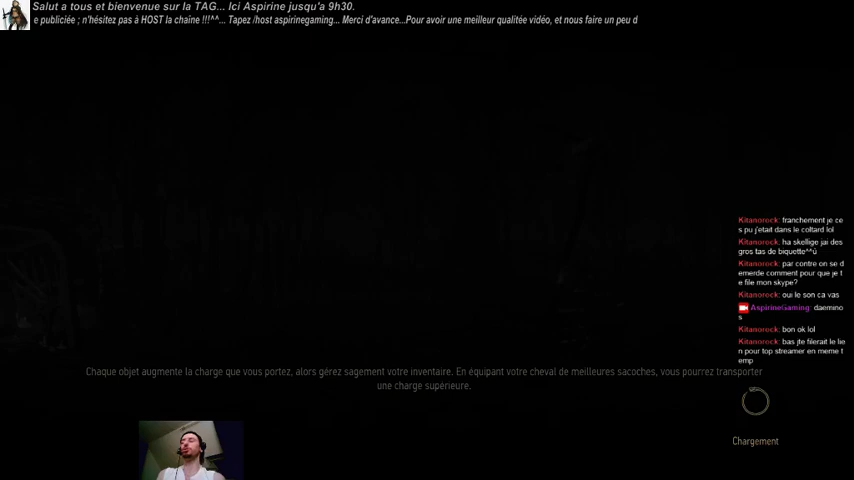 Salut a tous et bienvenue sur la TAG... Ici Aspirine jusqu'a 9h30.
e publiciée ; n'hésitez pas à HOST la chaîne !!!^^... Tapez /host aspirinegaming... Merci d'avance...Pour avoir une meilleur qualitée vidéo, et nous faire un peu d
Kitanorock: franchement je ce
s pu j'etait dans le coltard lol
Kitanorock: ha skellige jai des
gros tas de biquette^^ú
Kitanorock: par contre on se d
emerde comment pour que je t
e file mon skype?
Kitanorock: oui le son ca vas
AspirineGaming: daemino
s
Kitanorock: bon ok lol
Kitanorock: bas jte filerait le lie
n pour top streamer en meme t
emp
Chaque objet augmente la charge que vous portez, alors gérez sagement votre inventaire. En équipant votre cheval de meilleures sacoches, vous pourrez transporter
une charge supérieure.
Chargement